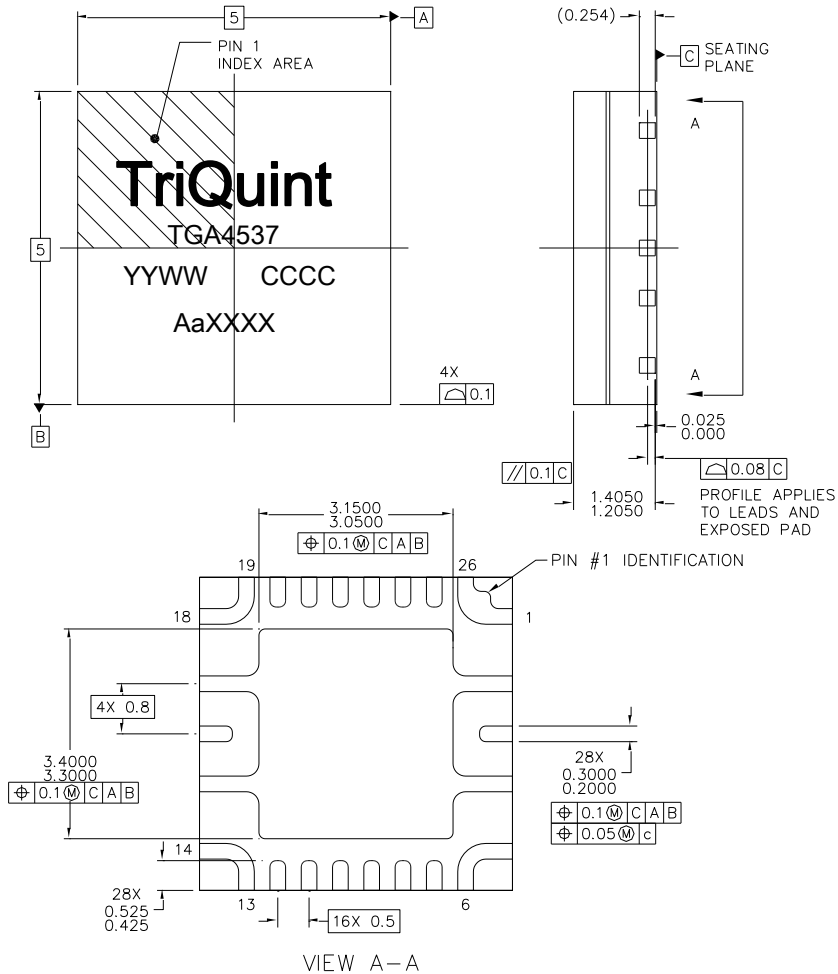 5
A
(0.254)
PIN 1
INDEX AREA
C
SEATING
PLANE
A
TriQuint
TGA4537
5
YYWW CCCC
AaXXXX
4X
⌓ 0.1
A
B
0.025
0.000
// 0.1 C
⌓ 0.08 C
1.4050
1.2050
PROFILE APPLIES
TO LEADS AND
EXPOSED PAD
3.1500
3.0500
⌖ 0.1 Ⓜ C A B
19
26
PIN #1 IDENTIFICATION
18
1
4X 0.8
3.4000
3.3000
⌖ 0.1 Ⓜ C A B
28X
0.3000
0.2000
⌖ 0.1 Ⓜ C A B
⌖ 0.05 Ⓜ c
14
28X
0.525
0.425
13
6
16X 0.5
VIEW A-A